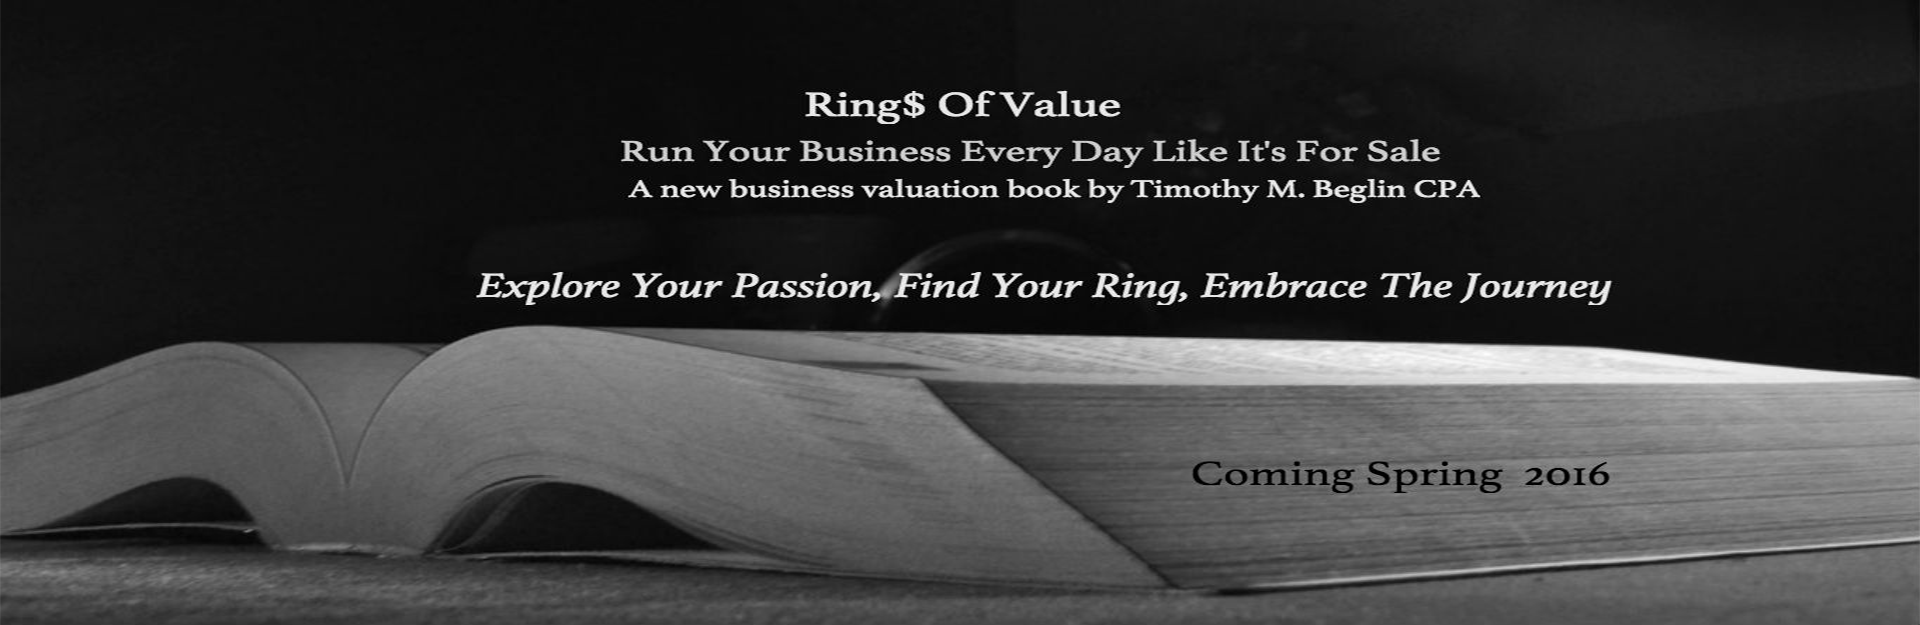 Ring$ Of Value
Run Your Business Every Day Like It's For Sale
A new business valuation book by Timothy M. Beglin CPA
Explore Your Passion, Find Your Ring, Embrace The Journey
Coming Spring 2016